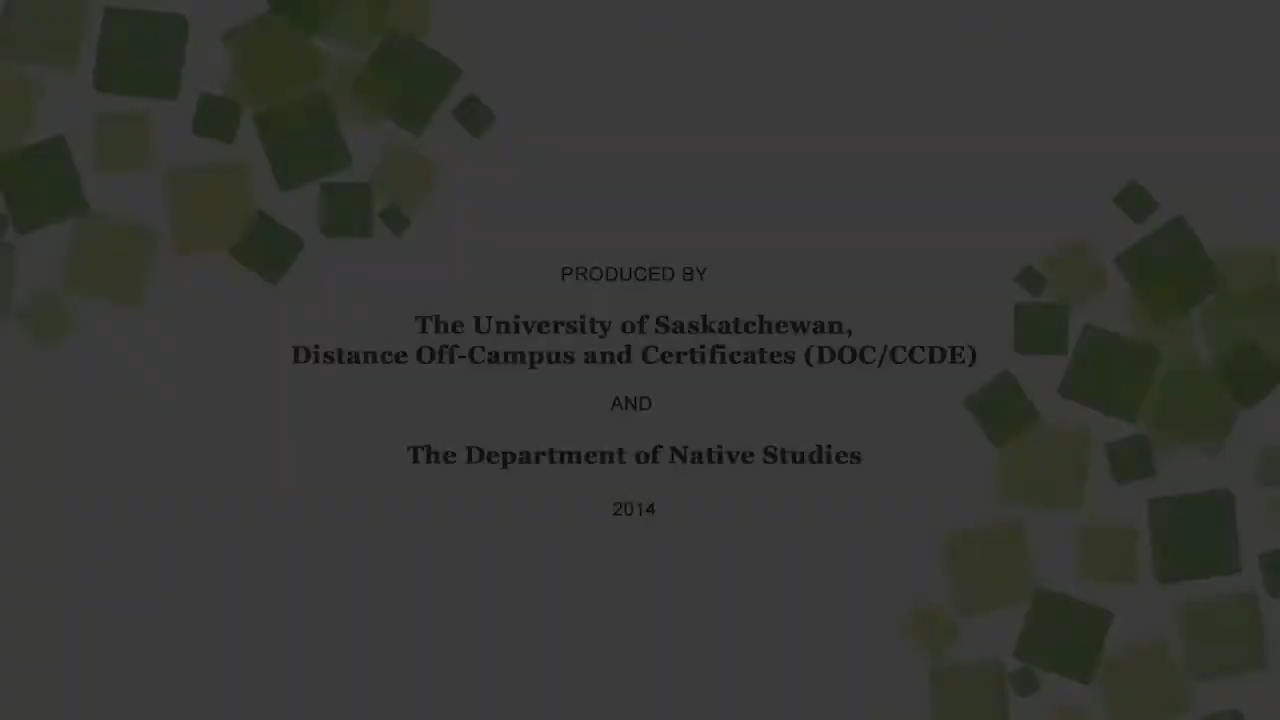 PRODUCED BY
The University of Saskatchewan,
Distance Off-Campus and Certificates (DOC/CCDE)
AND
The Department of Native Studies
2014